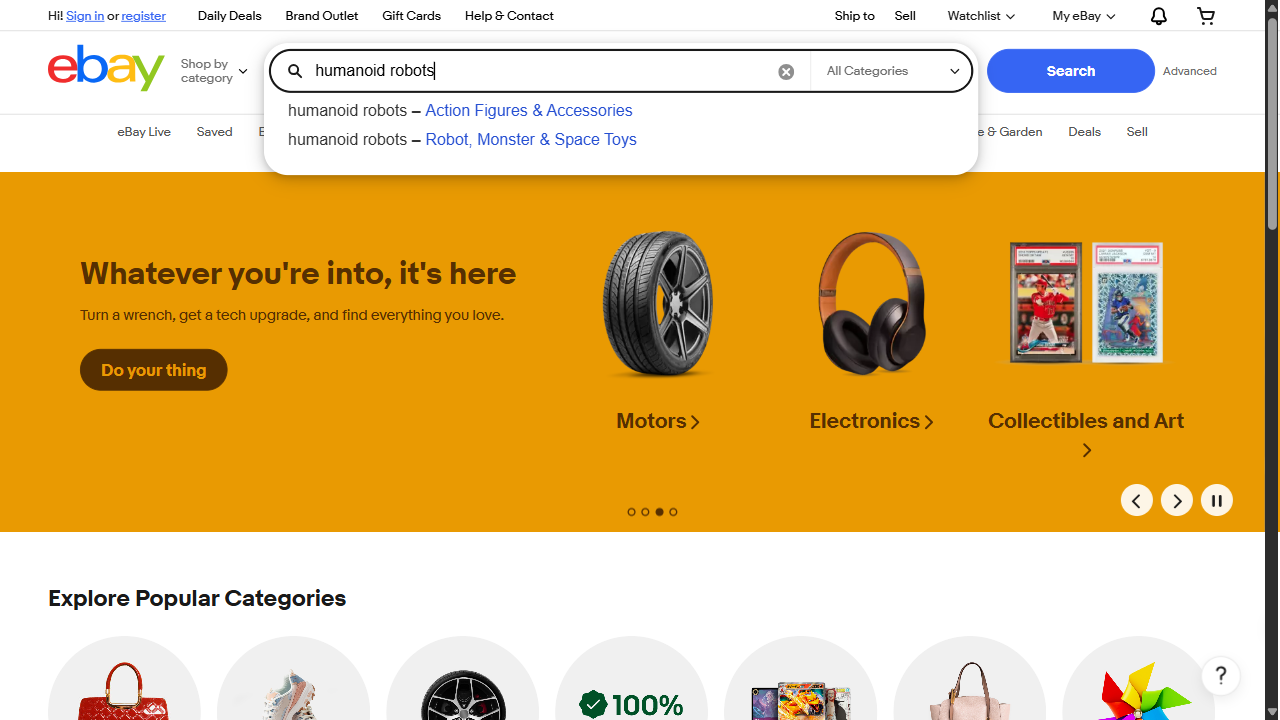 Hi! Sign in or register
Daily Deals
Brand Outlet
Gift Cards
Help & Contact
Ship to
Sell
Watchlist
My eBay
ebay
Shop by
category
humanoid robots
All Categories
Search
Advanced
humanoid robots – Action Figures & Accessories
humanoid robots – Robot, Monster & Space Toys
eBay Live
Saved
& Garden
Deals
Sell
Whatever you're into, it's here
Turn a wrench, get a tech upgrade, and find everything you love.
Do your thing
Motors
Electronics
Collectibles and Art
Explore Popular Categories
100%
?